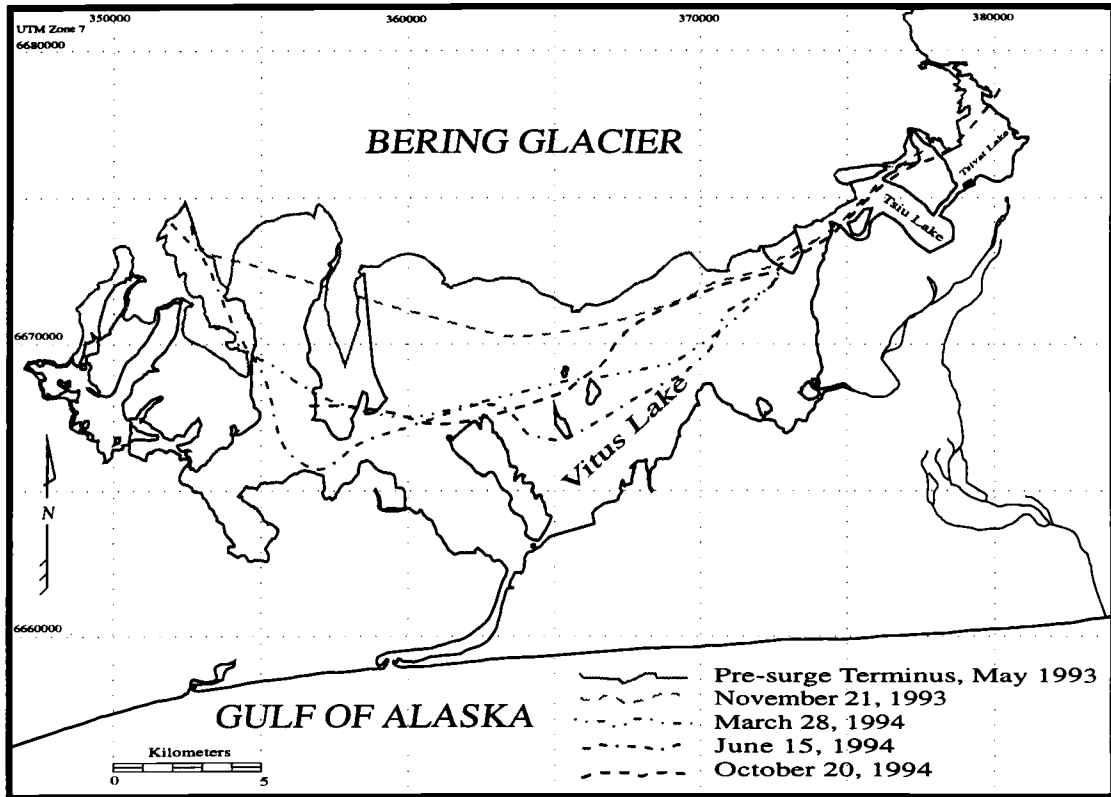 350000
360000
370000
380000
UTM Zone 7
6680000
BERING GLACIER
Tsivat Lake
Tsiu Lake
6670000
Vitus Lake
N
6660000
GULF OF ALASKA
Kilometers
0
5
Pre-surge Terminus, May 1993
November 21, 1993
March 28, 1994
June 15, 1994
October 20, 1994